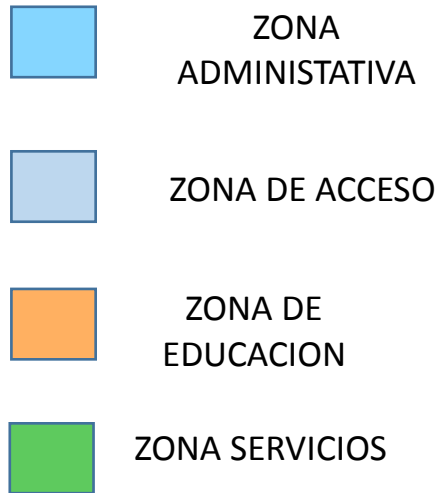 ZONA
ADMINISTATIVA
ZONA DE ACCESO
ZONA DE
EDUCACION
ZONA SERVICIOS